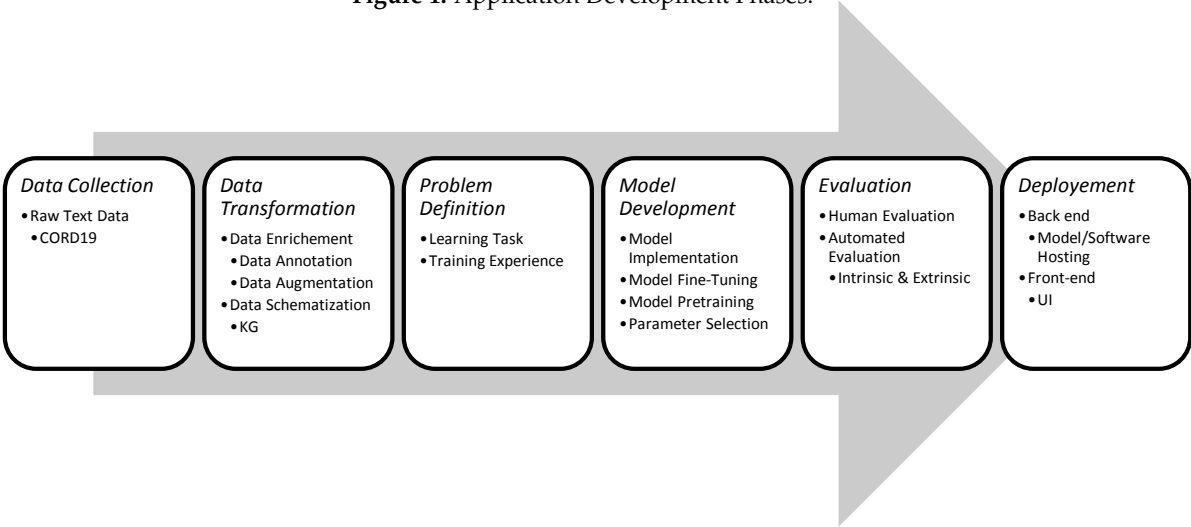 Figure 1. Application Development Phases.
Data Collection
•Raw Text Data
•CORD19
Data
Transformation
•Data Enrichement
•Data Annotation
•Data Augmentation
•Data Schematization
•KG
Problem
Definition
•Learning Task
•Training Experience
Model
Development
•Model
Implementation
•Model Fine-Tuning
•Model Pretraining
•Parameter Selection
Evaluation
•Human Evaluation
•Automated
Evaluation
•Intrinsic & Extrinsic
Deployement
•Back end
•Model/Software
Hosting
•Front-end
•UI